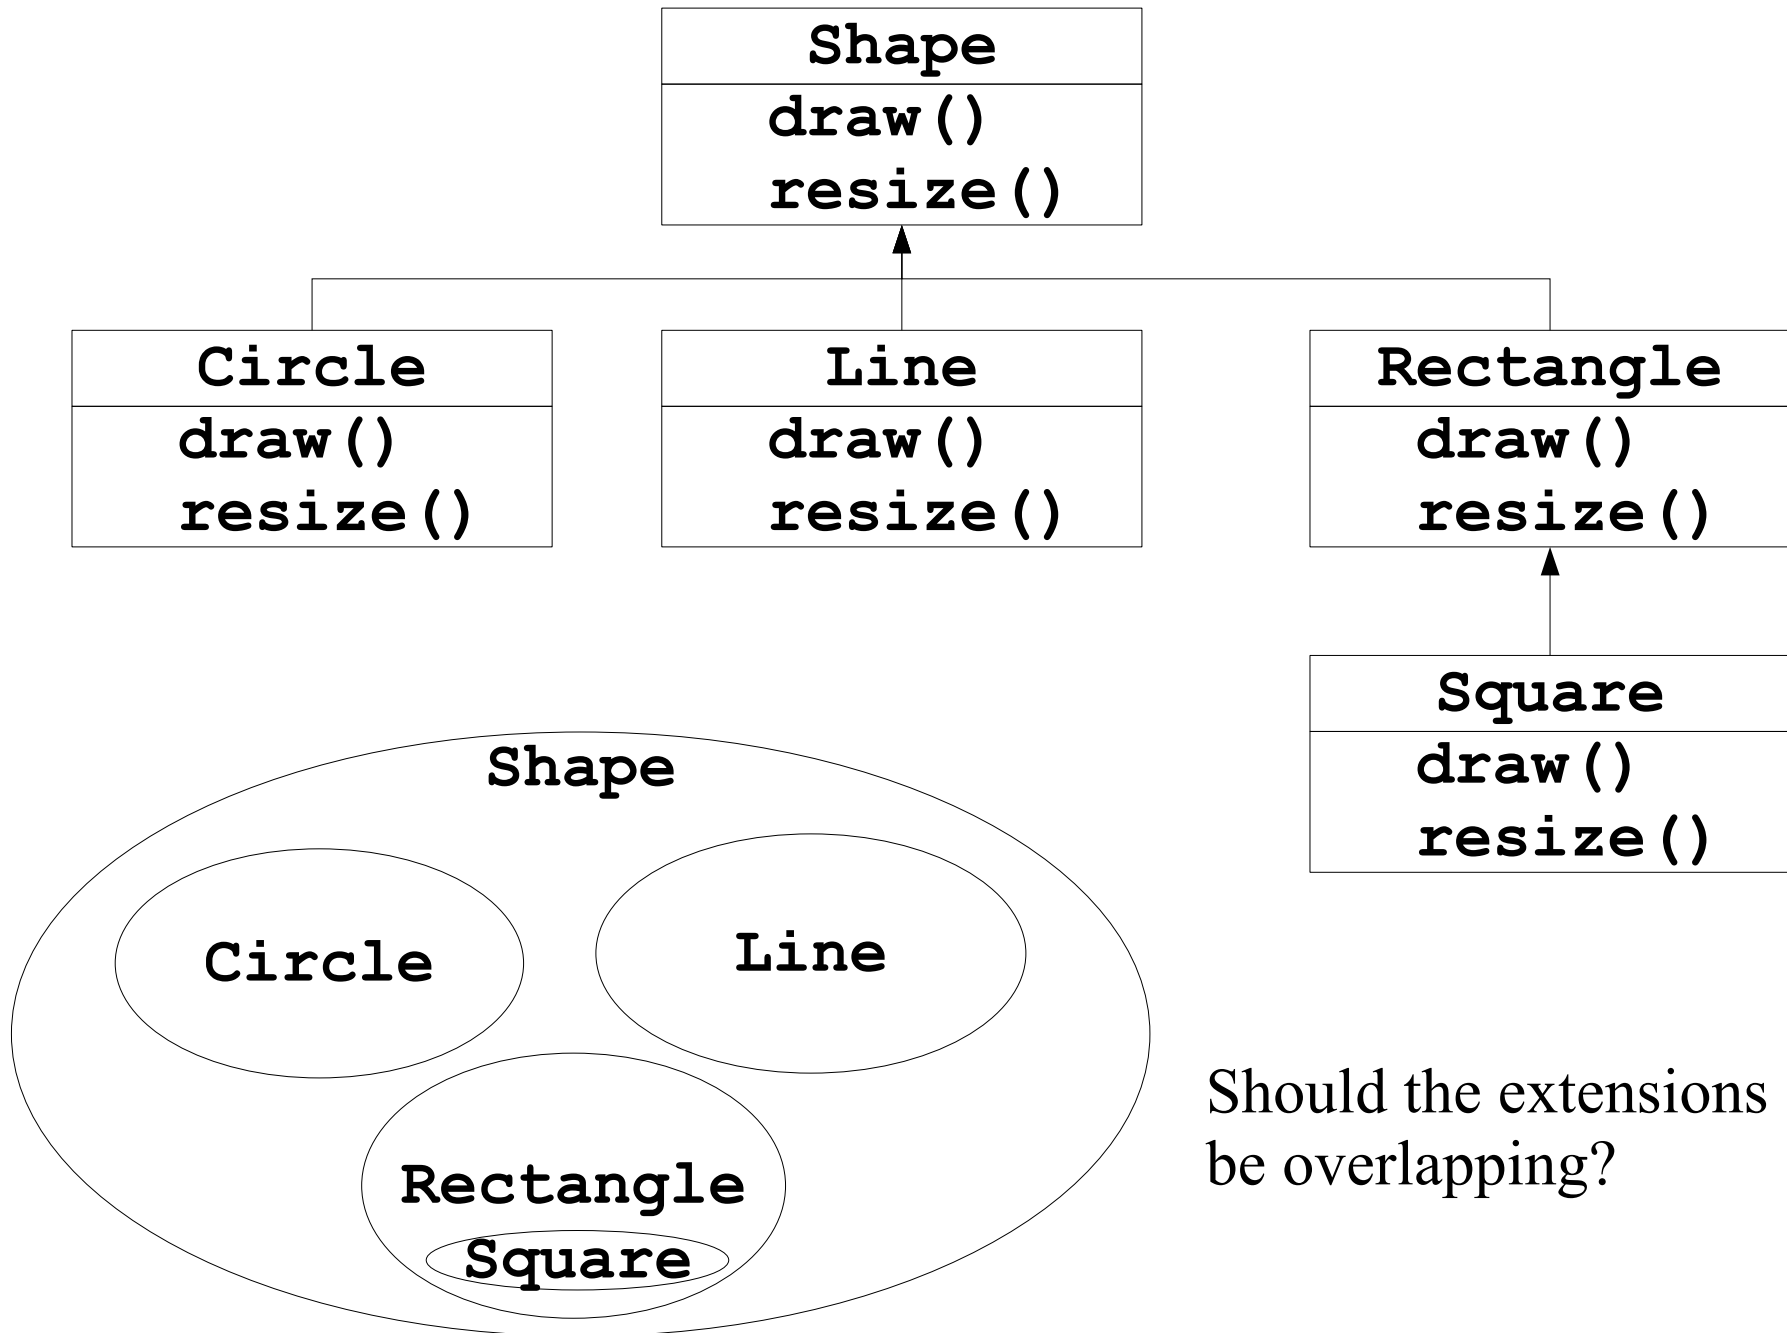 Shape
draw()
resize()
Circle
draw()
resize()
Line
draw()
resize()
Rectangle
draw()
resize()
Square
draw()
resize()
Shape
Circle
Line
Rectangle
Square
Should the extensions
be overlapping?